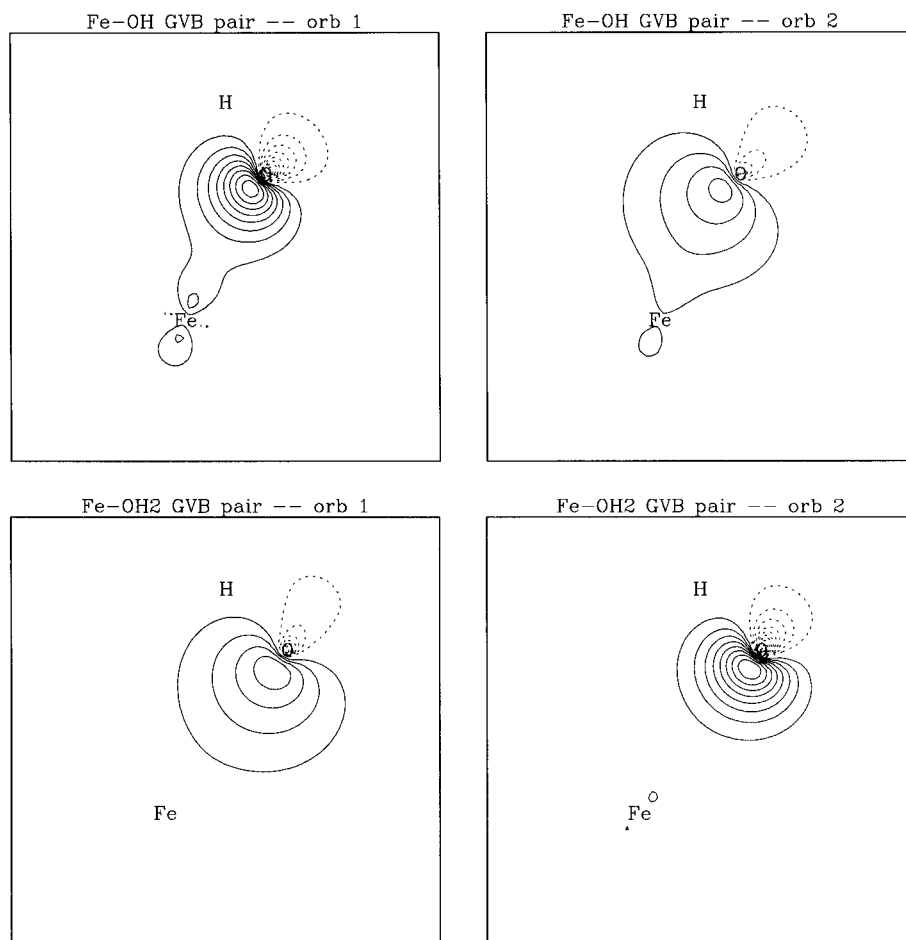 Fe-OH GVB pair -- orb 1
Fe-OH GVB pair -- orb 2
H
O
Fe
H
O
Fe
Fe-OH2 GVB pair -- orb 1
Fe-OH2 GVB pair -- orb 2
H
O
Fe
H
O
Fe